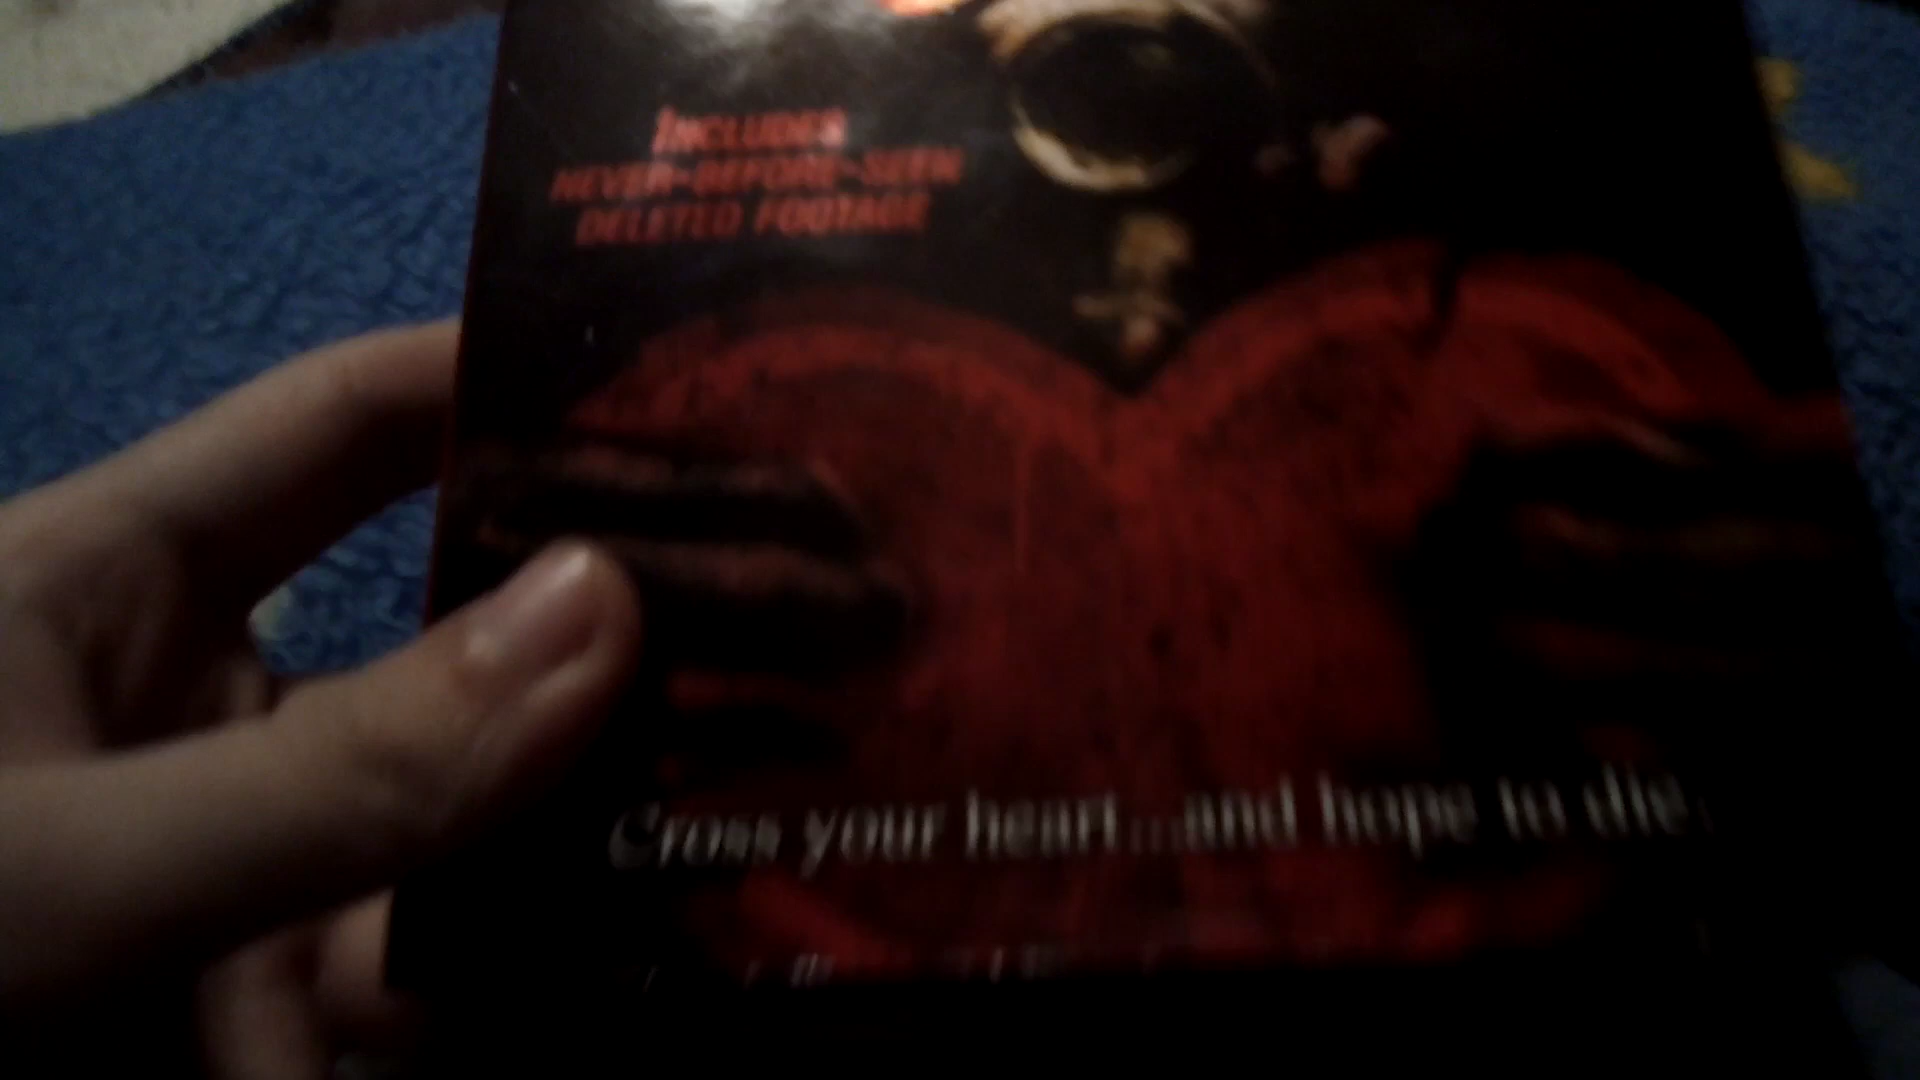 INCLUDES
NEVER-BEFORE-SEEN
DELETED FOOTAGE
Cross your heart...and hope to die.